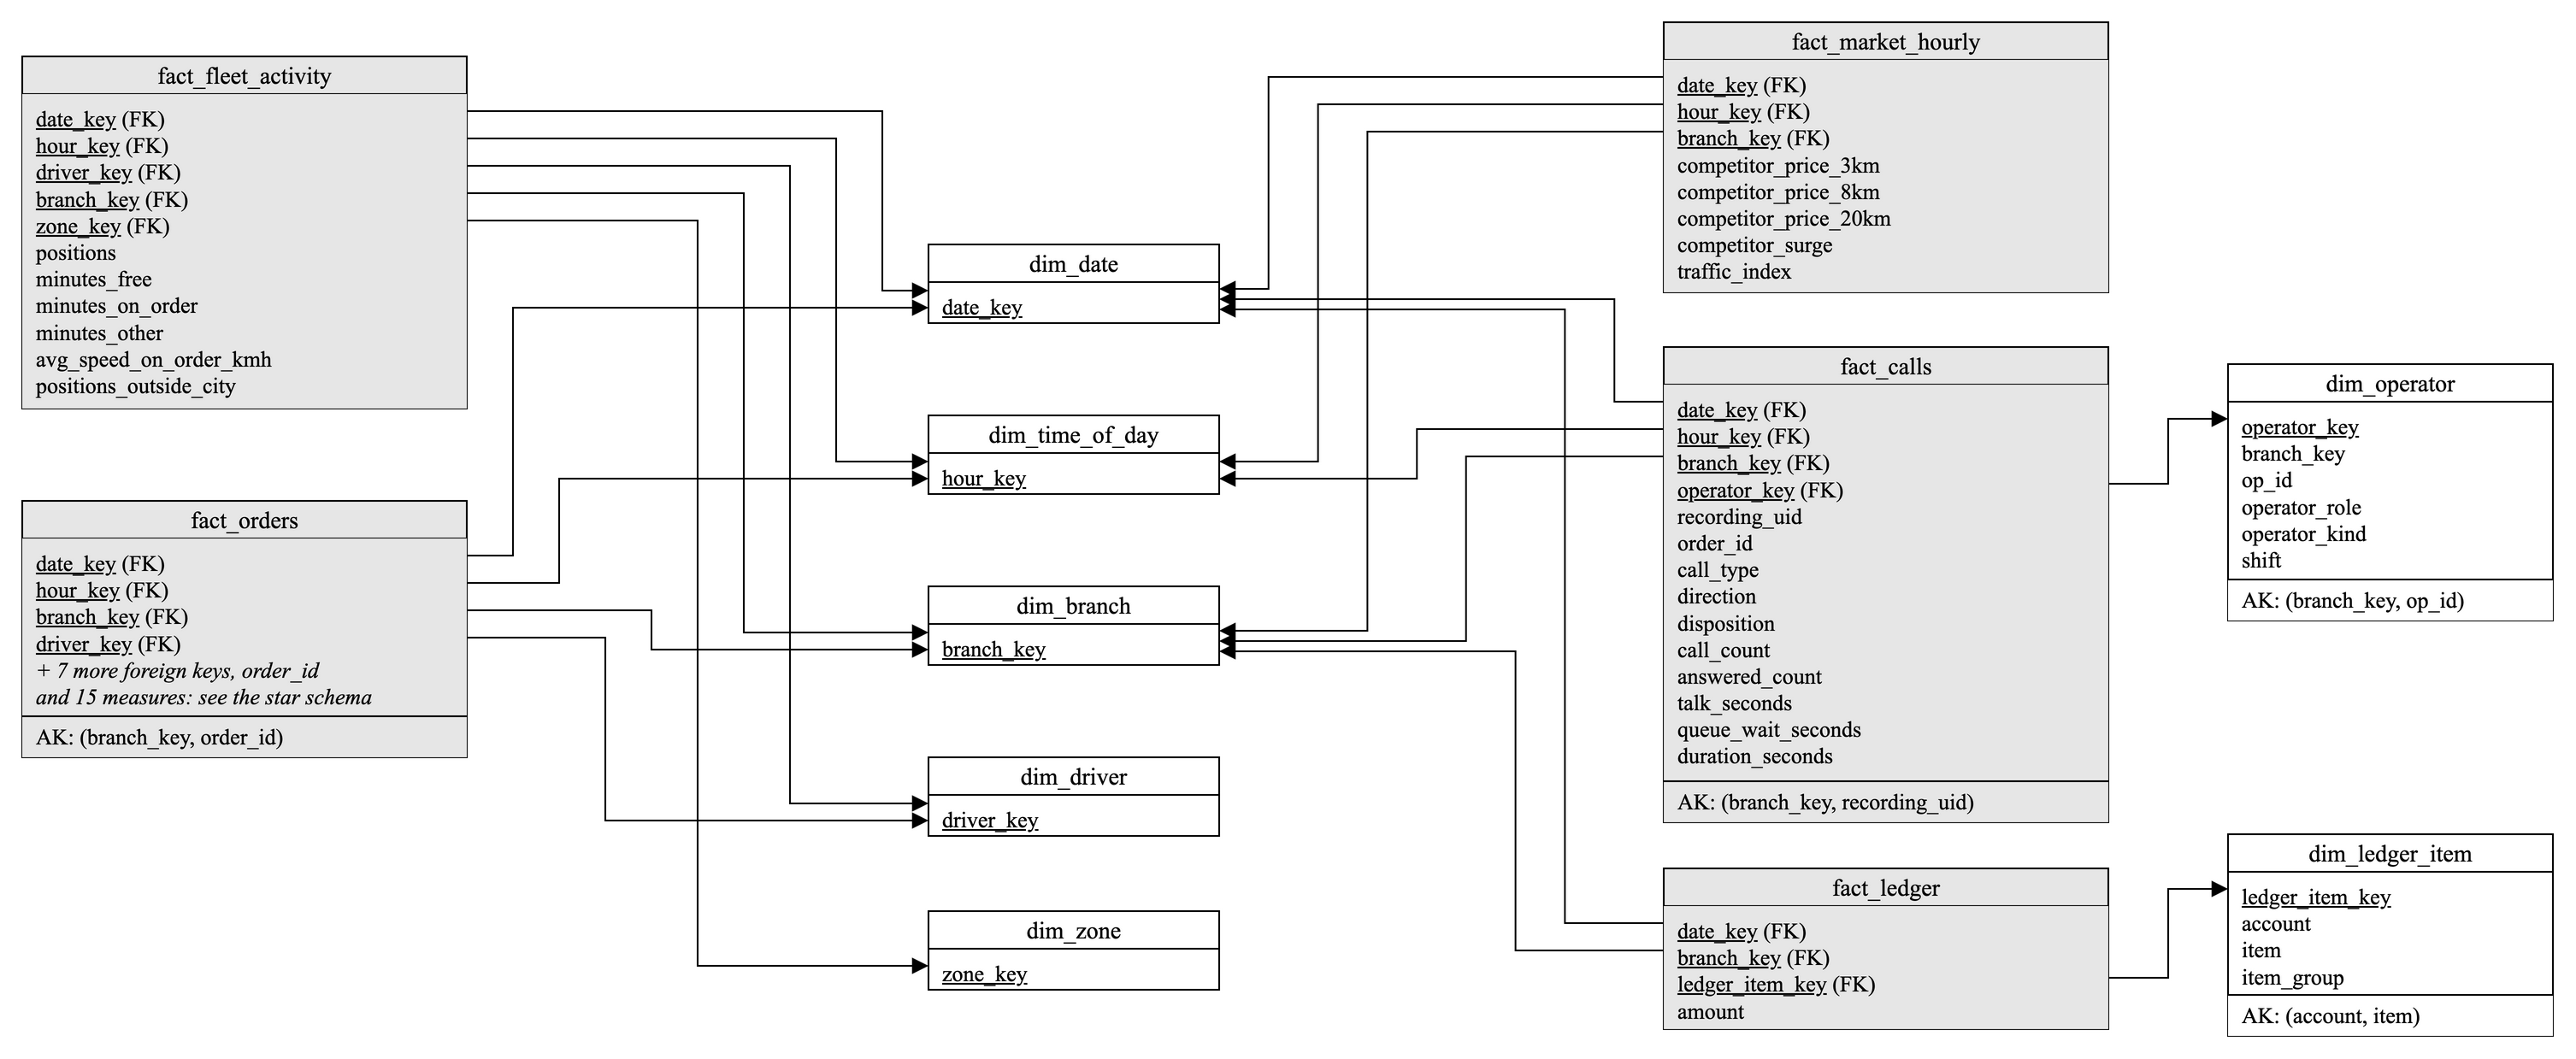 fact_fleet_activity
date_key (FK)
hour_key (FK)
driver_key (FK)
branch_key (FK)
zone_key (FK)
positions
minutes_free
minutes_on_order
minutes_other
avg_speed_on_order_kmh
positions_outside_city
fact_orders
date_key (FK)
hour_key (FK)
branch_key (FK)
driver_key (FK)
+ 7 more foreign keys, order_id
and 15 measures: see the star schema
AK: (branch_key, order_id)
dim_date
date_key
dim_time_of_day
hour_key
dim_branch
branch_key
dim_driver
driver_key
dim_zone
zone_key
fact_market_hourly
date_key (FK)
hour_key (FK)
branch_key (FK)
competitor_price_3km
competitor_price_8km
competitor_price_20km
competitor_surge
traffic_index
fact_calls
date_key (FK)
hour_key (FK)
branch_key (FK)
operator_key (FK)
recording_uid
order_id
call_type
direction
disposition
call_count
answered_count
talk_seconds
queue_wait_seconds
duration_seconds
AK: (branch_key, recording_uid)
fact_ledger
date_key (FK)
branch_key (FK)
ledger_item_key (FK)
amount
dim_operator
operator_key
branch_key
op_id
operator_role
operator_kind
shift
AK: (branch_key, op_id)
dim_ledger_item
ledger_item_key
account
item
item_group
AK: (account, item)